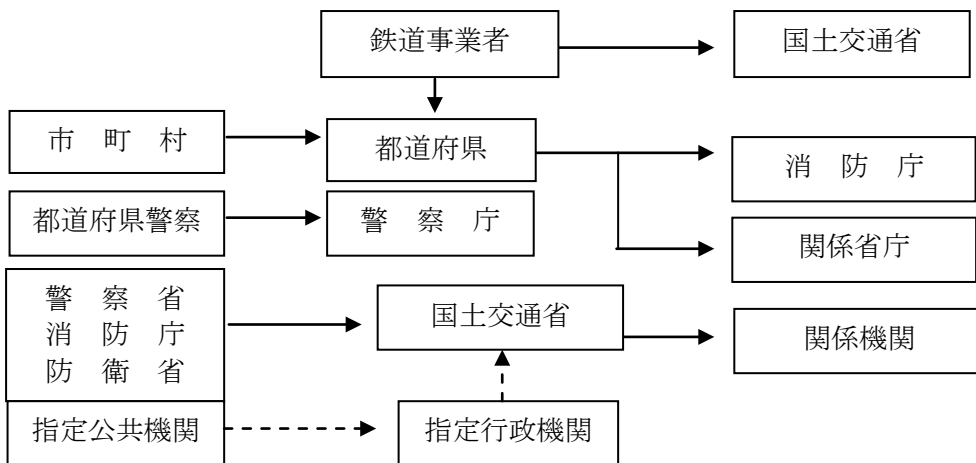 鉄道事業者
国土交通省
市　町　村
都道府県
消　防　庁
都道府県警察
警　察　庁
関係省庁
警　察　省
消　防　庁
防　衛　省
国土交通省
関係機関
指定公共機関
指定行政機関